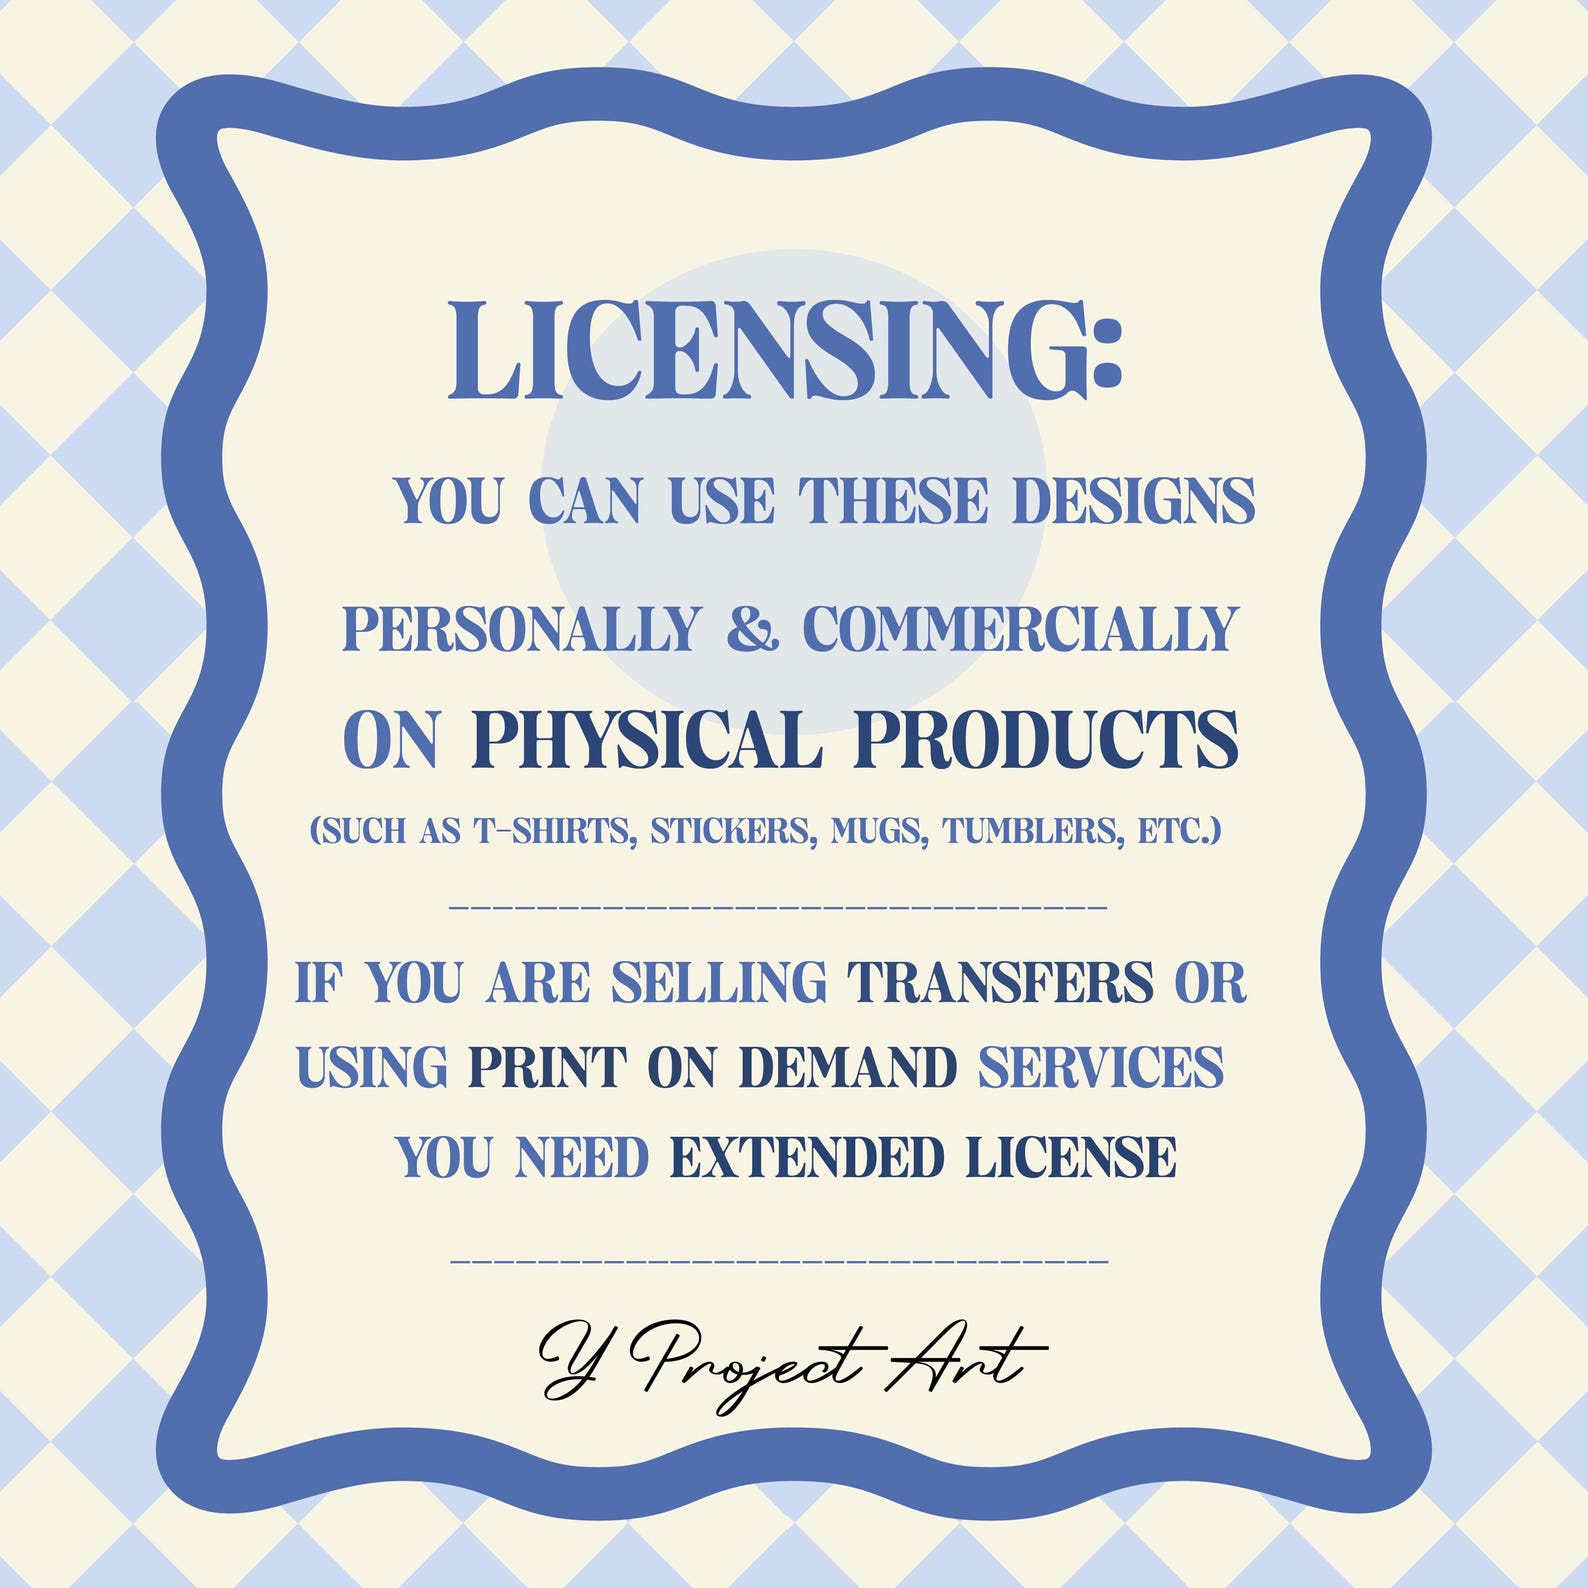 LICENSING:
YOU CAN USE THESE DESIGNS
PERSONALLY & COMMERCIALLY
ON PHYSICAL PRODUCTS
(SUCH AS T-SHIRTS, STICKERS, MUGS, TUMBLERS, ETC.)
IF YOU ARE SELLING TRANSFERS OR
USING PRINT ON DEMAND SERVICES
YOU NEED EXTENDED LICENSE
Y Project Art